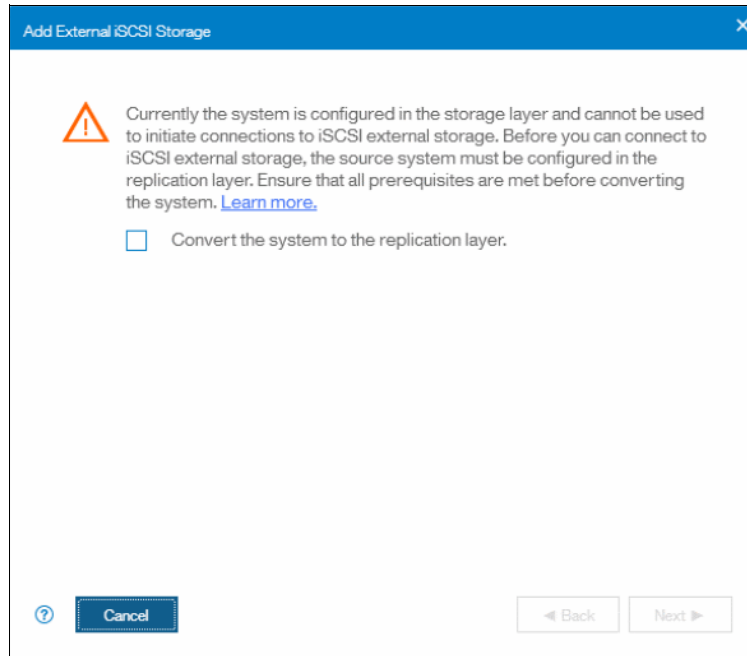 Add External iSCSI Storage
Currently the system is configured in the storage layer and cannot be used
to initiate connections to iSCSI external storage. Before you can connect to
iSCSI external storage, the source system must be configured in the
replication layer. Ensure that all prerequisites are met before converting
the system. Learn more.
Convert the system to the replication layer.
Cancel
Back
Next